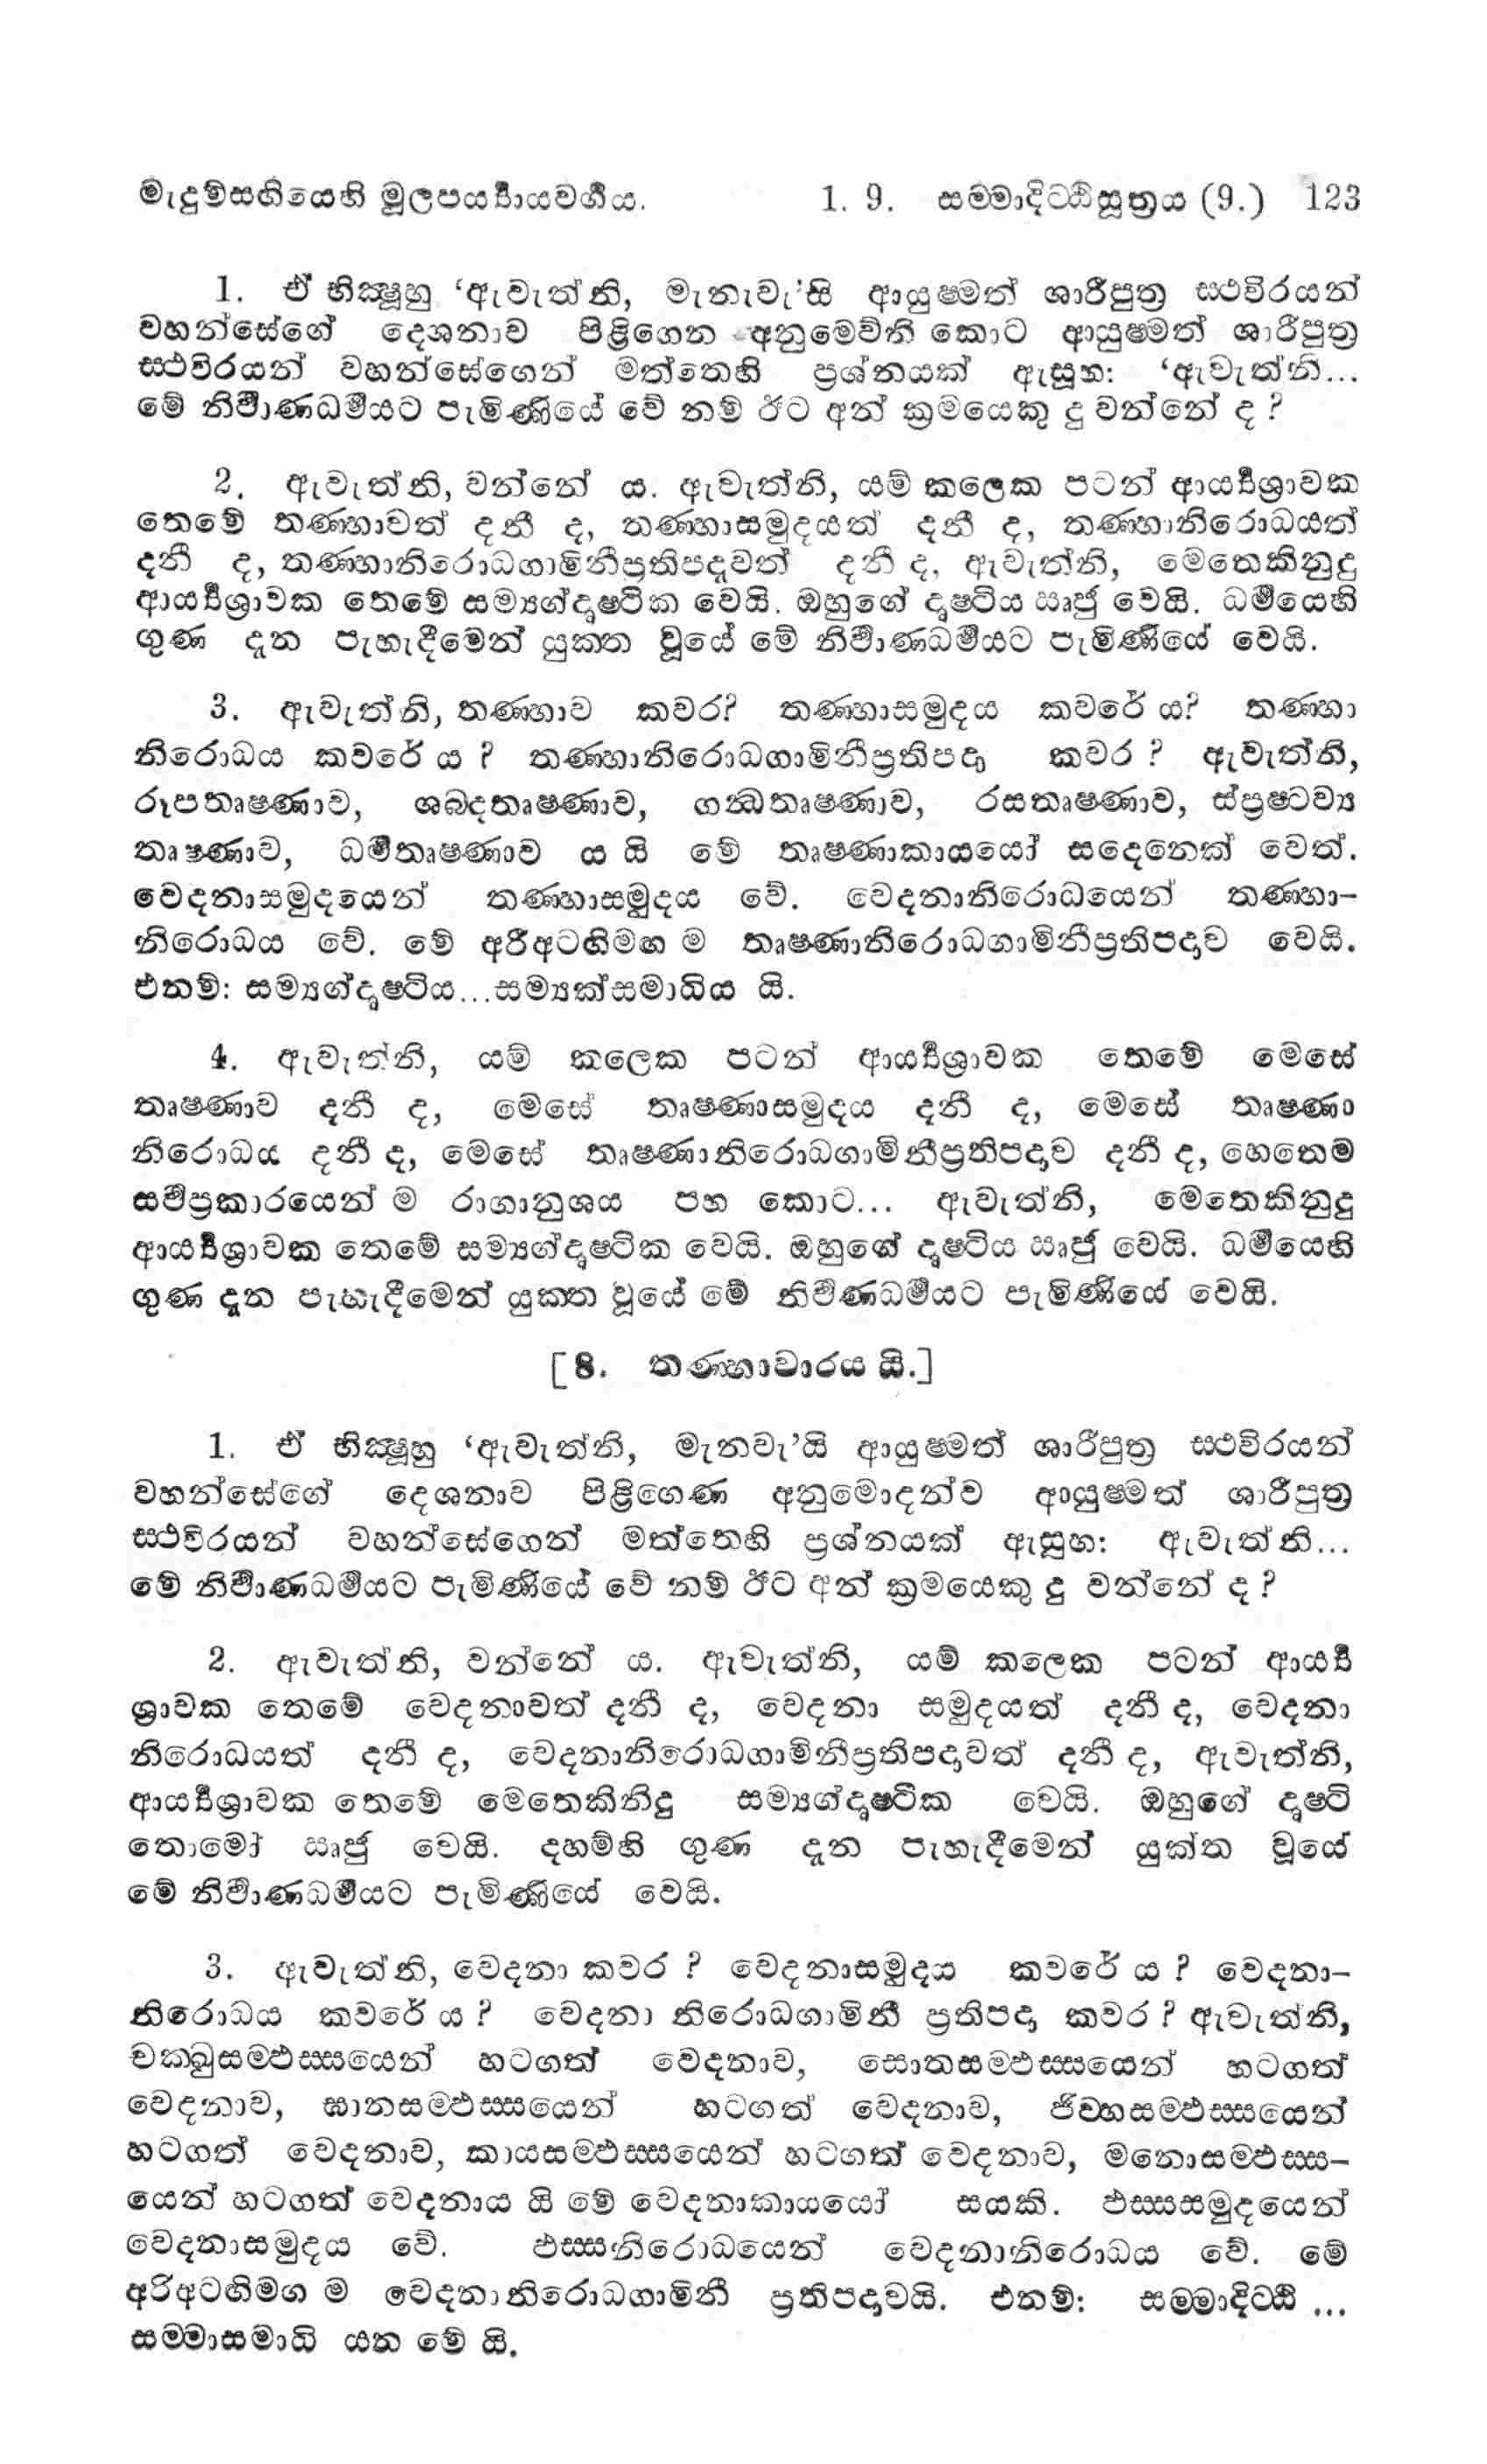 මැදුම්සඟියෙහි මූලපර්‍ය්‍යායවර්‍ගය. 1. 9. සම්මාදිට්ඨිසූත්‍රය (9.) 123
1. ඒ භික්‍ෂූහු ‘ඇවැත්නි, මැනැවැ’යි ආයුෂ්මත් ශාරීපුත්‍ර ස්ථවිරයන්
වහන්සේගේ දෙශනාව පිළිගෙන අනුමෙව්නි කොට ආයුෂ්මත් ශාරීපුත්‍ර
ස්ථවිරයන් වහන්සේගෙන් මත්තෙහි ප්‍රශ්නයක් ඇසූහ: ‘ඇවැත්නි...
මේ නිර්‍වාණධර්‍මයට පැමිණියේ වේ නම් ඊට අන් ක්‍රමයෙකු දු වන්නේ ද?
2. ඇවැත්නි, වන්නේ ය. ඇවැත්නි, යම් කලෙක පටන් ආර්‍ය්‍යශ්‍රාවක
තෙමේ තණ්හාවත් දනී ද, තණ්හාසමුදයත් දනී ද, තණ්හානිරොධයත්
දනී ද, තණ්හානිරොධගාමිනීප්‍රතිපදාවත් දනී ද, ඇවැත්නි, මෙතෙකිනුදු
ආර්‍ය්‍යශ්‍රාවක තෙමේ සම්‍යග්දෘෂ්ටික වෙයි. ඔහුගේ දෘෂ්ටිය ඍජු වෙයි. ධර්‍මයෙහි
ගුණ දැන පැහැදීමෙන් යුක්ත වූයේ මේ නිර්‍වාණධර්‍මයට පැමිණියේ වෙයි.
3. ඇවැත්නි, තණ්හාව කවර? තණ්හාසමුදය කවරේ ය? තණ්හා
නිරොධය කවරේ ය? තණ්හානිරොධගාමිනීප්‍රතිපදා කවර? ඇවැත්නි,
රූපතෘෂ්ණාව, ශබ්දතෘෂ්ණාව, ගන්ධතෘෂ්ණාව, රසතෘෂ්ණාව, ස්ප්‍රෂ්ටව්‍ය
තෘෂ්ණාව, ධර්‍මතෘෂ්ණාව ය යි මේ තෘෂ්ණාකායයෝ සදෙනෙක් වෙත්.
වෙදනාසමුදයෙන් තණ්හාසමුදය වේ. වෙදනානිරොධයෙන් තණ්හා-
නිරොධය වේ. මේ අරීඅටඟිමඟ ම තෘෂ්ණානිරොධගාමිනීප්‍රතිපදාව වෙයි.
එනම්: සම්‍යග්දෘෂ්ටිය...සම්‍යක්සමාධිය යි.
4. ඇවැත්නි, යම් කලෙක පටන් ආර්‍ය්‍යශ්‍රාවක තෙමේ මෙසේ
තෘෂ්ණාව දනී ද, මෙසේ තෘෂ්ණාසමුදය දනී ද, මෙසේ තෘෂ්ණා
නිරොධය දනී ද, මෙසේ තෘෂ්ණානිරොධගාමිනීප්‍රතිපදාව දනී ද, හෙතෙම
සර්‍වප්‍රකාරයෙන් ම රාගානුශය පහ කොට... ඇවැත්නි, මෙතෙකිනුදු
ආර්‍ය්‍යශ්‍රාවක තෙමේ සම්‍යග්දෘෂ්ටික වෙයි. ඔහුගේ දෘෂ්ටිය ඍජු වෙයි. ධර්‍මයෙහි
ගුණ දැන පැහැදීමෙන් යුක්ත වූයේ මේ නිර්‍වණධර්‍මයට පැමිණියේ වෙයි.
[8. තණ්හාවාරය යි.]
1. ඒ භික්‍ෂූහු ‘ඇවැත්නි, මැනවැ’යි ආයුෂ්මත් ශාරීපුත්‍ර ස්ථවිරයන්
වහන්සේගේ දෙශනාව පිළිගෙණ අනුමොදන්ව ආයුෂ්මත් ශාරීපුත්‍ර
ස්ථවිරයන් වහන්සේගෙන් මත්තෙහි ප්‍රශ්නයක් ඇසූහ: ඇවැත්නි...
මේ නිර්‍වාණධර්‍මයට පැමිණියේ වේ නම් ඊට අන් ක්‍රමයෙකු දු වන්නේ ද?
2. ඇවැත්නි, වන්නේ ය. ඇවැත්නි, යම් කලෙක පටන් ආර්‍ය්‍ය
ශ්‍රාවක තෙමේ වෙදනාවත් දනී ද, වෙදනා සමුදයත් දනී ද, වෙදනා
නිරොධයත් දනී ද, වෙදනානිරොධගාමිනීප්‍රතිපදාවත් දනී ද, ඇවැත්නි,
ආර්‍ය්‍යශ්‍රාවක තෙමේ මෙතෙකිනිදු සම්‍යග්දෘෂ්ටික වෙයි. ඔහුගේ දෘෂ්ටි
තොමෝ ඍජු වෙයි. දහම්හි ගුණ දැන පැහැදීමෙන් යුක්ත වූයේ
මේ නිර්‍වාණධර්‍මයට පැමිණියේ වෙයි.
3. ඇවැත්නි, වෙදනා කවර? වෙදනාසමුදය කවරේ ය? වෙදනා-
නිරොධය කවරේ ය? වෙදනා නිරොධගාමිනී ප්‍රතිපදා කවර? ඇවැත්නි,
චක්ඛුසම්ඵස්සයෙන් හටගත් වෙදනාව, සොතසම්ඵස්සයෙන් හටගත්
වෙදනාව, ඝානසම්ඵස්සයෙන් හටගත් වෙදනාව, ජිව්හසම්ඵස්සයෙන්
හටගත් වෙදනාව, කායසම්ඵස්සයෙන් හටගත් වෙදනාව, මනොසම්ඵස්ස-
යෙන් හටගත් වෙදනාය යි මේ වෙදනාකායයෝ සයකි. ඵස්සසමුදයෙන්
වෙදනාසමුදය වේ. ඵස්සනිරොධයෙන් වෙදනානිරොධය වේ. මේ
අරිඅටඟිමග ම වෙදනානිරොධගාමිනී ප්‍රතිපදාවයි. එනම්: සම්මාදිට්ඨි ...
සම්මාසමාධි යන මේ යි.